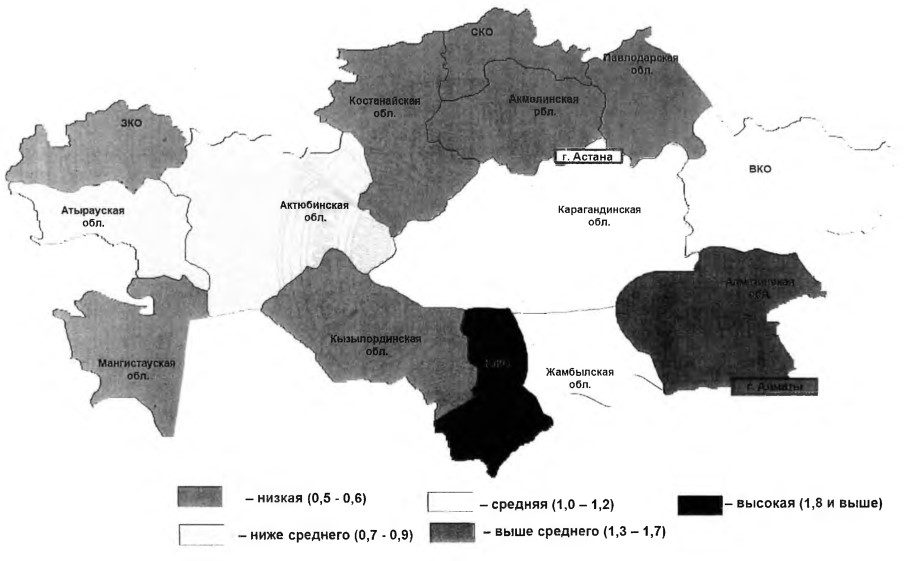 СКО
Павлодарская
обл.
Костанайская
обл.
Акмолинская
обл.
ЗКО
г. Астана
ВКО
Атырауская
обл.
Актюбинская
обл.
Карагандинская
обл.
Алматинская
обл.
Кызылординская
обл.
Мангистауская
обл.
ЮКО
Жамбылская
обл.
г. Алматы
– низкая (0,5 - 0,6)
– средняя (1,0 – 1,2)
– высокая (1,8 и выше)
– ниже среднего (0,7 - 0,9)
– выше среднего (1,3 – 1,7)